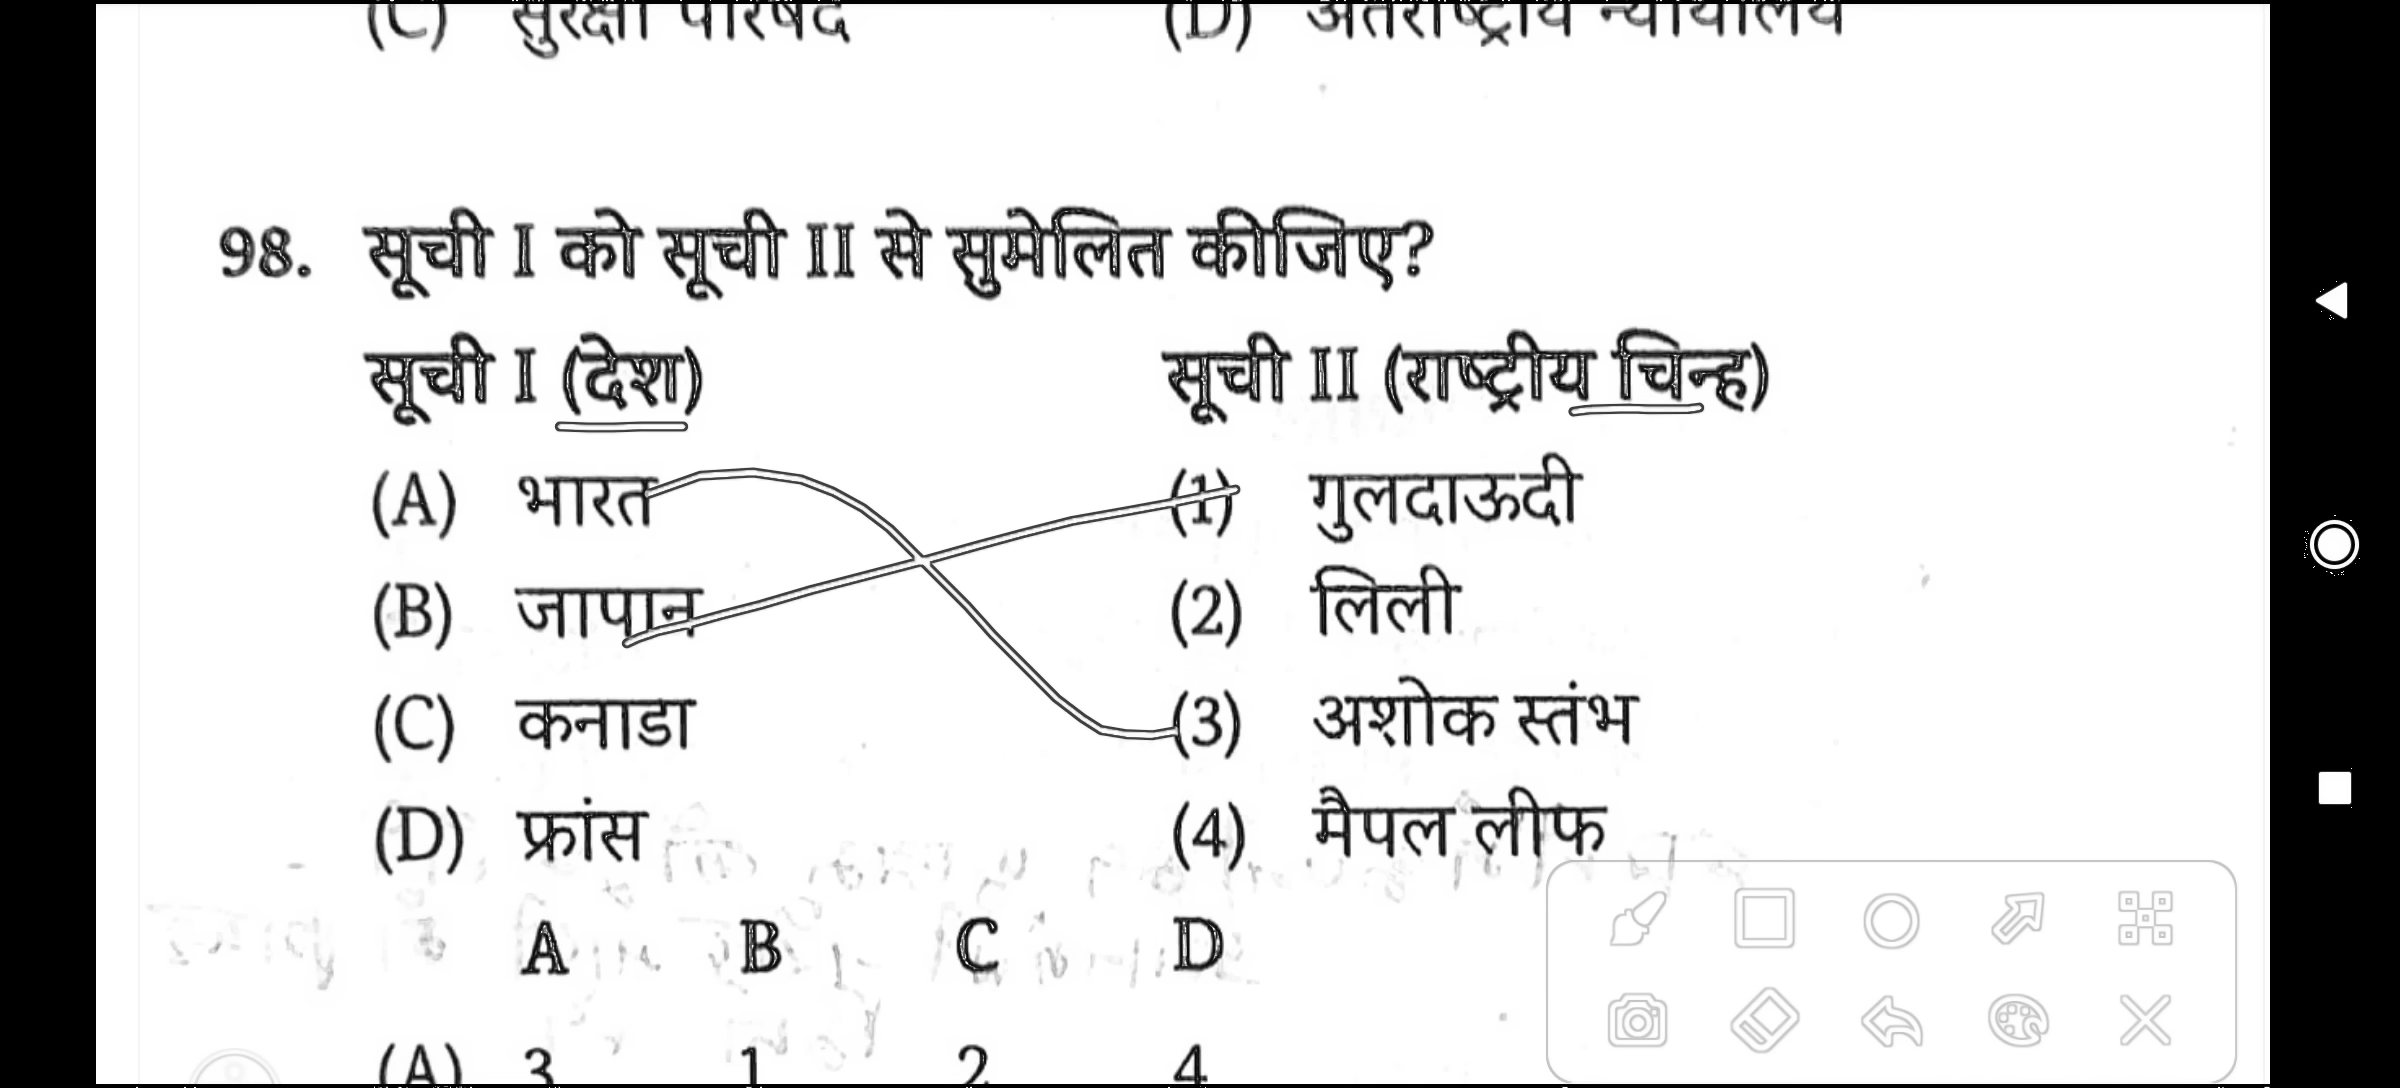 (C) सुरक्षा परिषद (D) अंतर्राष्ट्रीय न्यायालय
98. सूची I को सूची II से सुमेलित कीजिए?
सूची I (देश) सूची II (राष्ट्रीय चिन्ह)
(A) भारत (1) गुलदाऊदी
(B) जापान (2) लिली
(C) कनाडा (3) अशोक स्तंभ
(D) फ्रांस (4) मैपल लीफ
A B C D
(A) 3 1 2 4